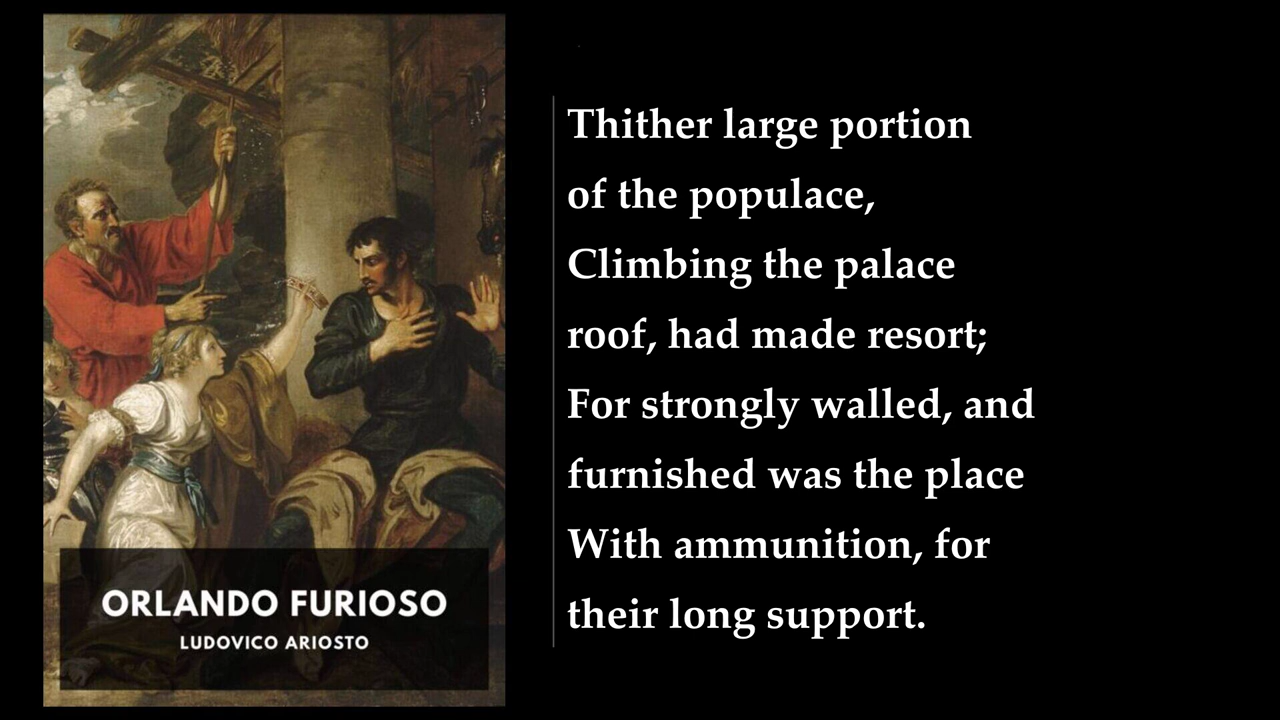 ORLANDO FURIOSO
LUDOVICO ARIOSTO
Thither large portion
of the populace,
Climbing the palace
roof, had made resort;
For strongly walled, and
furnished was the place
With ammunition, for
their long support.